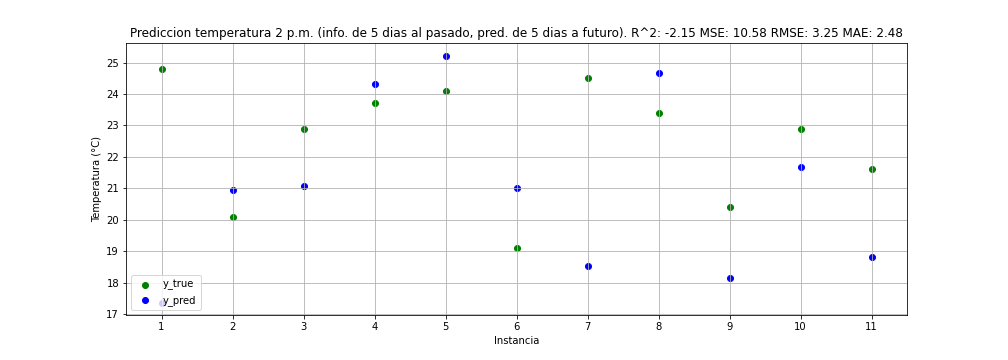 Prediccion temperatura 2 p.m. (info. de 5 dias al pasado, pred. de 5 dias a futuro). R^2: -2.15 MSE: 10.58 RMSE: 3.25 MAE: 2.48
25
24
23
22
21
20
19
18
17
Temperatura (°C)
y_true
y_pred
1 2 3 4 5 6 7 8 9 10 11
Instancia